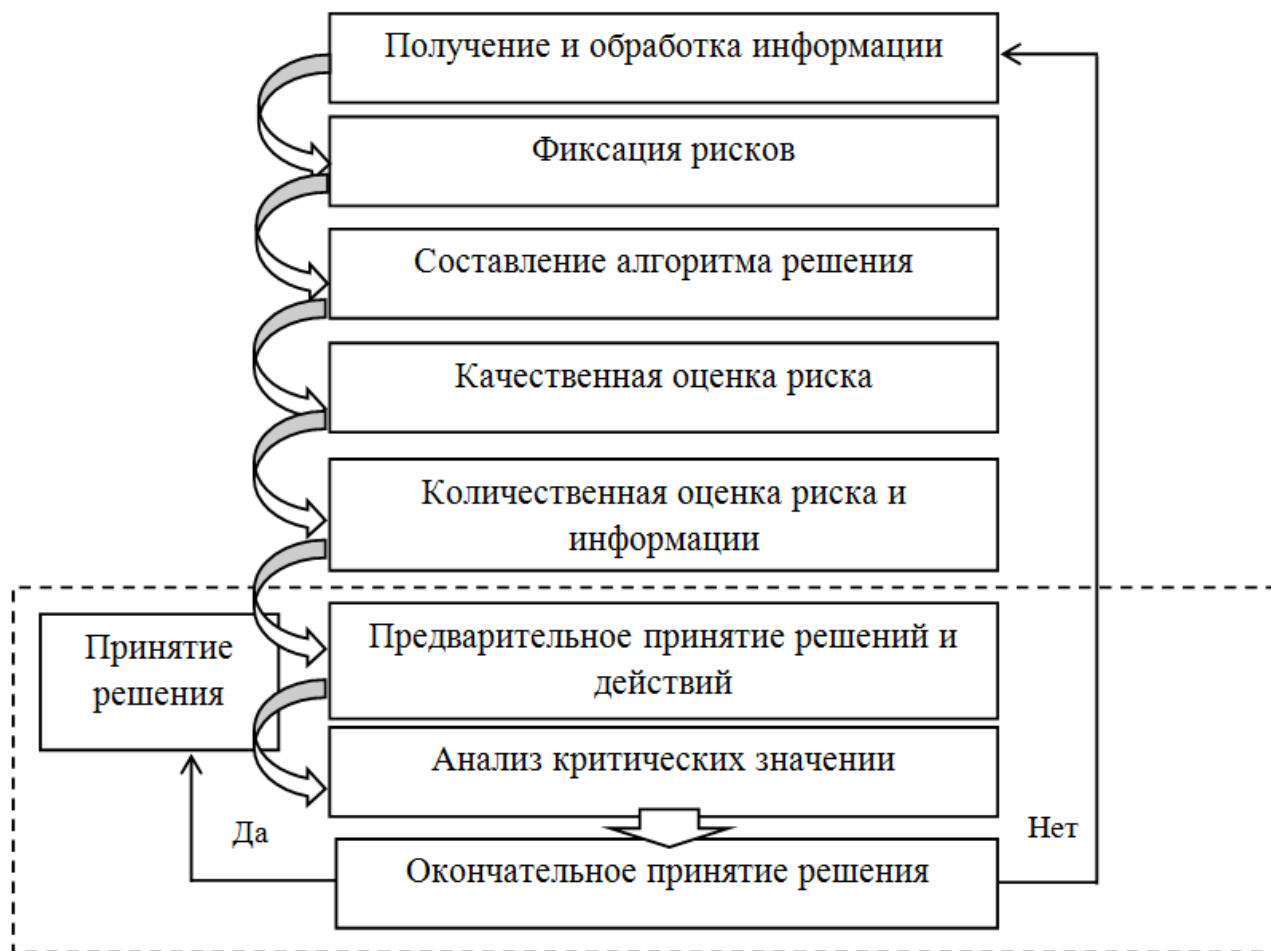 Получение и обработка информации
Фиксация рисков
Составление алгоритма решения
Качественная оценка риска
Количественная оценка риска и
информации
Предварительное принятие решений и
действий
Принятие
решения
Анализ критических значении
Да
Нет
Окончательное принятие решения